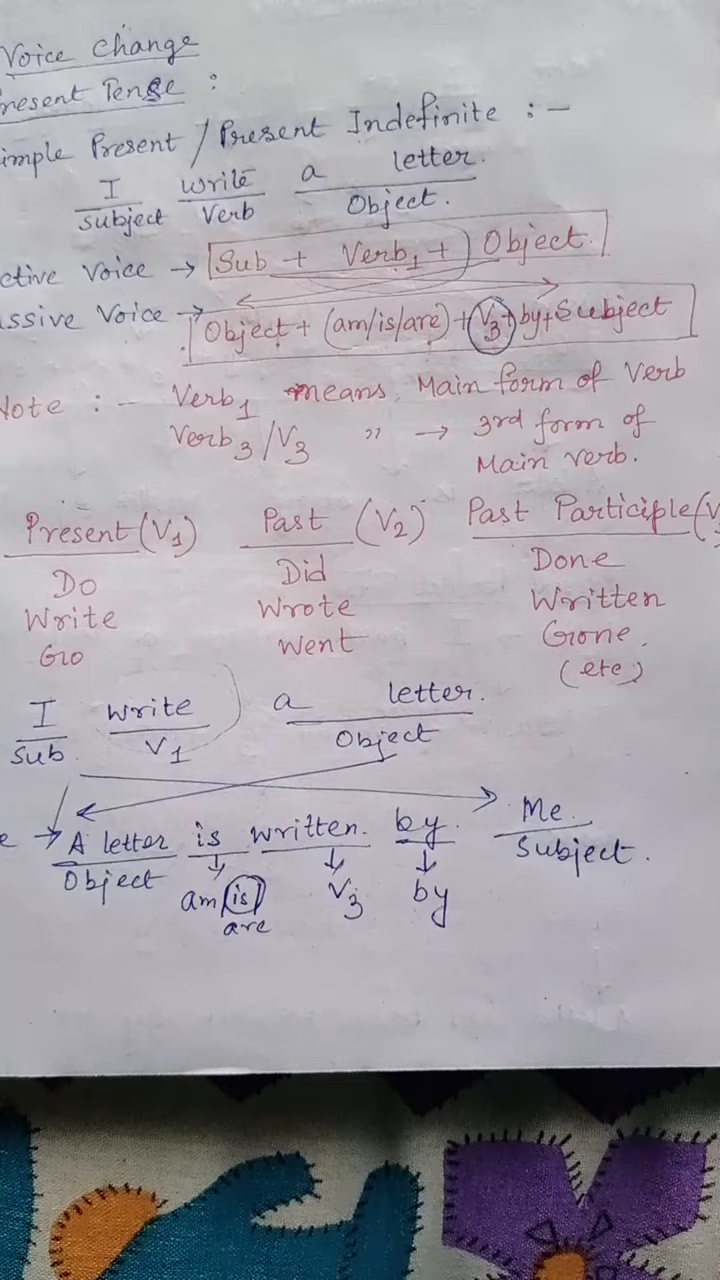 Voice Change
resent Tense :
imple Present / Present Indefinite : -
I write a letter.
Subject Verb Object.
ctive Voice → Sub + Verb1 + Object.
assive Voice → Object + (am/is/are) + V3 + by + Subject
Note : - Verb1 means, Main form of Verb
Verb3/V3 " → 3rd form of
Main verb.
Present (V1) Past (V2) Past Participle (V
Do Did Done
Write Wrote Written
Go Went Gone.
(etc)
I write a letter.
Sub V1 Object
e → A letter is written. by. Me.
Object Subject.
am/is/ V3 by
are